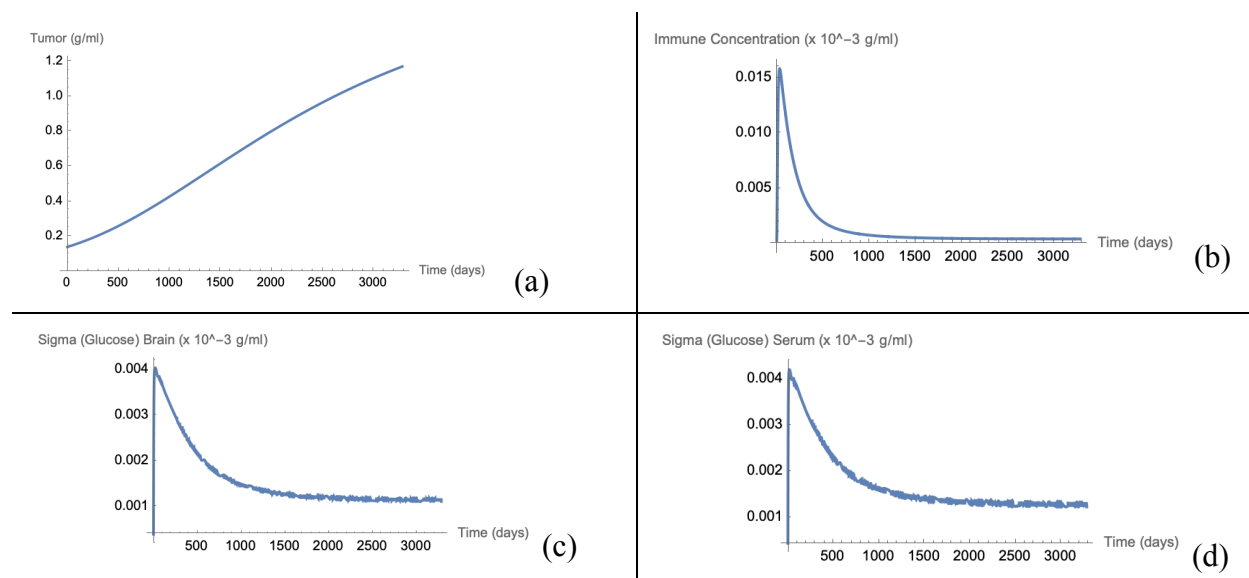 Tumor (g/ml)
1.2
1.0
0.8
0.6
0.4
0.2
0 500 1000 1500 2000 2500 3000
Time (days)
(a)
Immune Concentration (x 10^−3 g/ml)
0.015
0.010
0.005
500 1000 1500 2000 2500 3000
Time (days)
(b)
Sigma (Glucose) Brain (x 10^−3 g/ml)
0.004
0.003
0.002
0.001
500 1000 1500 2000 2500 3000
Time (days)
(c)
Sigma (Glucose) Serum (x 10^−3 g/ml)
0.004
0.003
0.002
0.001
500 1000 1500 2000 2500 3000
Time (days)
(d)